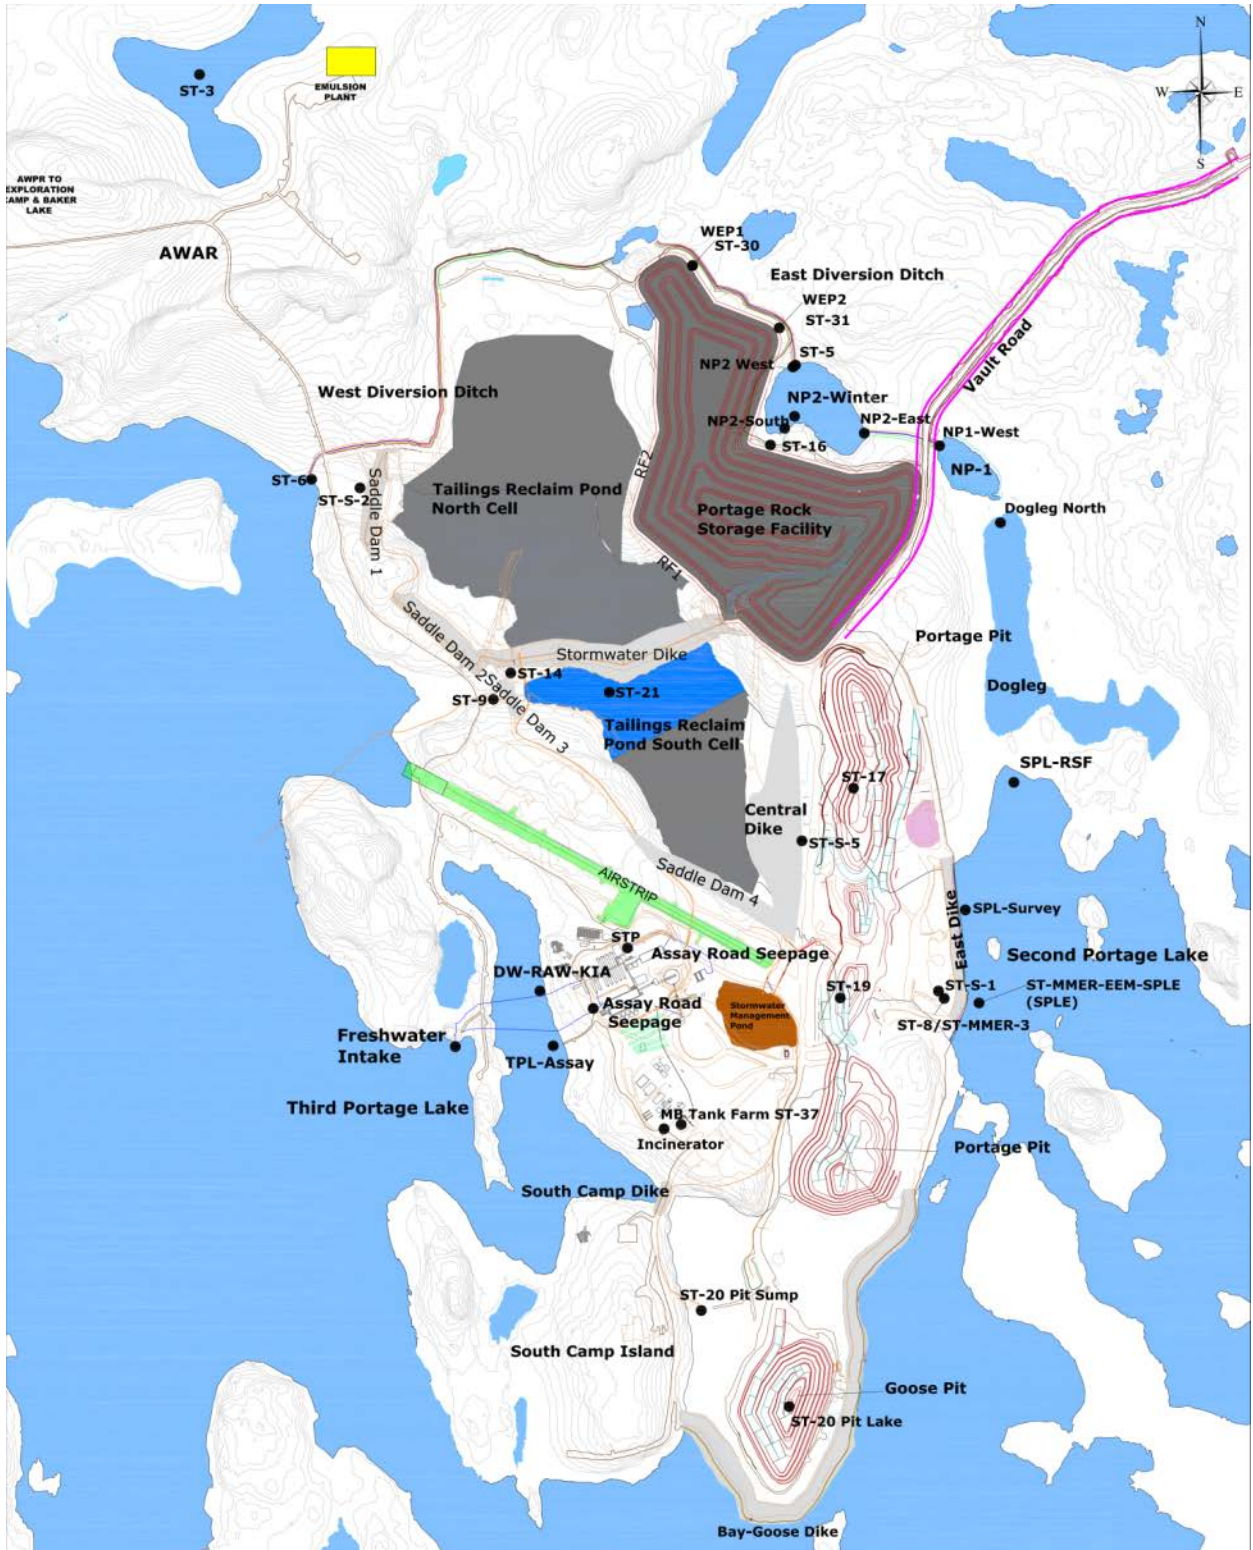 N
W
E
S
ST-3
EMULSION
PLANT
AWPR TO
EXPLORATION
CAMP & BAKER
LAKE
AWAR
WEP1
ST-30
East Diversion Ditch
WEP2
ST-31
ST-5
NP2 West
Vault Road
West Diversion Ditch
NP2-Winter
NP2-South
NP2-East
NP1-West
ST-16
NP-1
RF2
ST-6
ST-S-2
Saddle Dam 1
Tailings Reclaim Pond
North Cell
Portage Rock
Storage Facility
Dogleg North
RF1
Saddle Dam 2
Portage Pit
Stormwater Dike
ST-14
Dogleg
ST-9
Saddle Dam 3
ST-21
Tailings Reclaim
Pond South Cell
SPL-RSF
ST-17
Central
Dike
ST-S-5
Saddle Dam 4
AIRSTRIP
SPL-Survey
East Dike
STP
Assay Road Seepage
Second Portage Lake
DW-RAW-KIA
ST-19
ST-S-1
ST-MMER-EEM-SPLE
(SPLE)
Assay Road
Seepage
Stormwater
Management
Pond
ST-8/ST-MMER-3
Freshwater
Intake
TPL-Assay
Third Portage Lake
MB Tank Farm ST-37
Incinerator
Portage Pit
South Camp Dike
ST-20 Pit Sump
South Camp Island
Goose Pit
ST-20 Pit Lake
Bay-Goose Dike